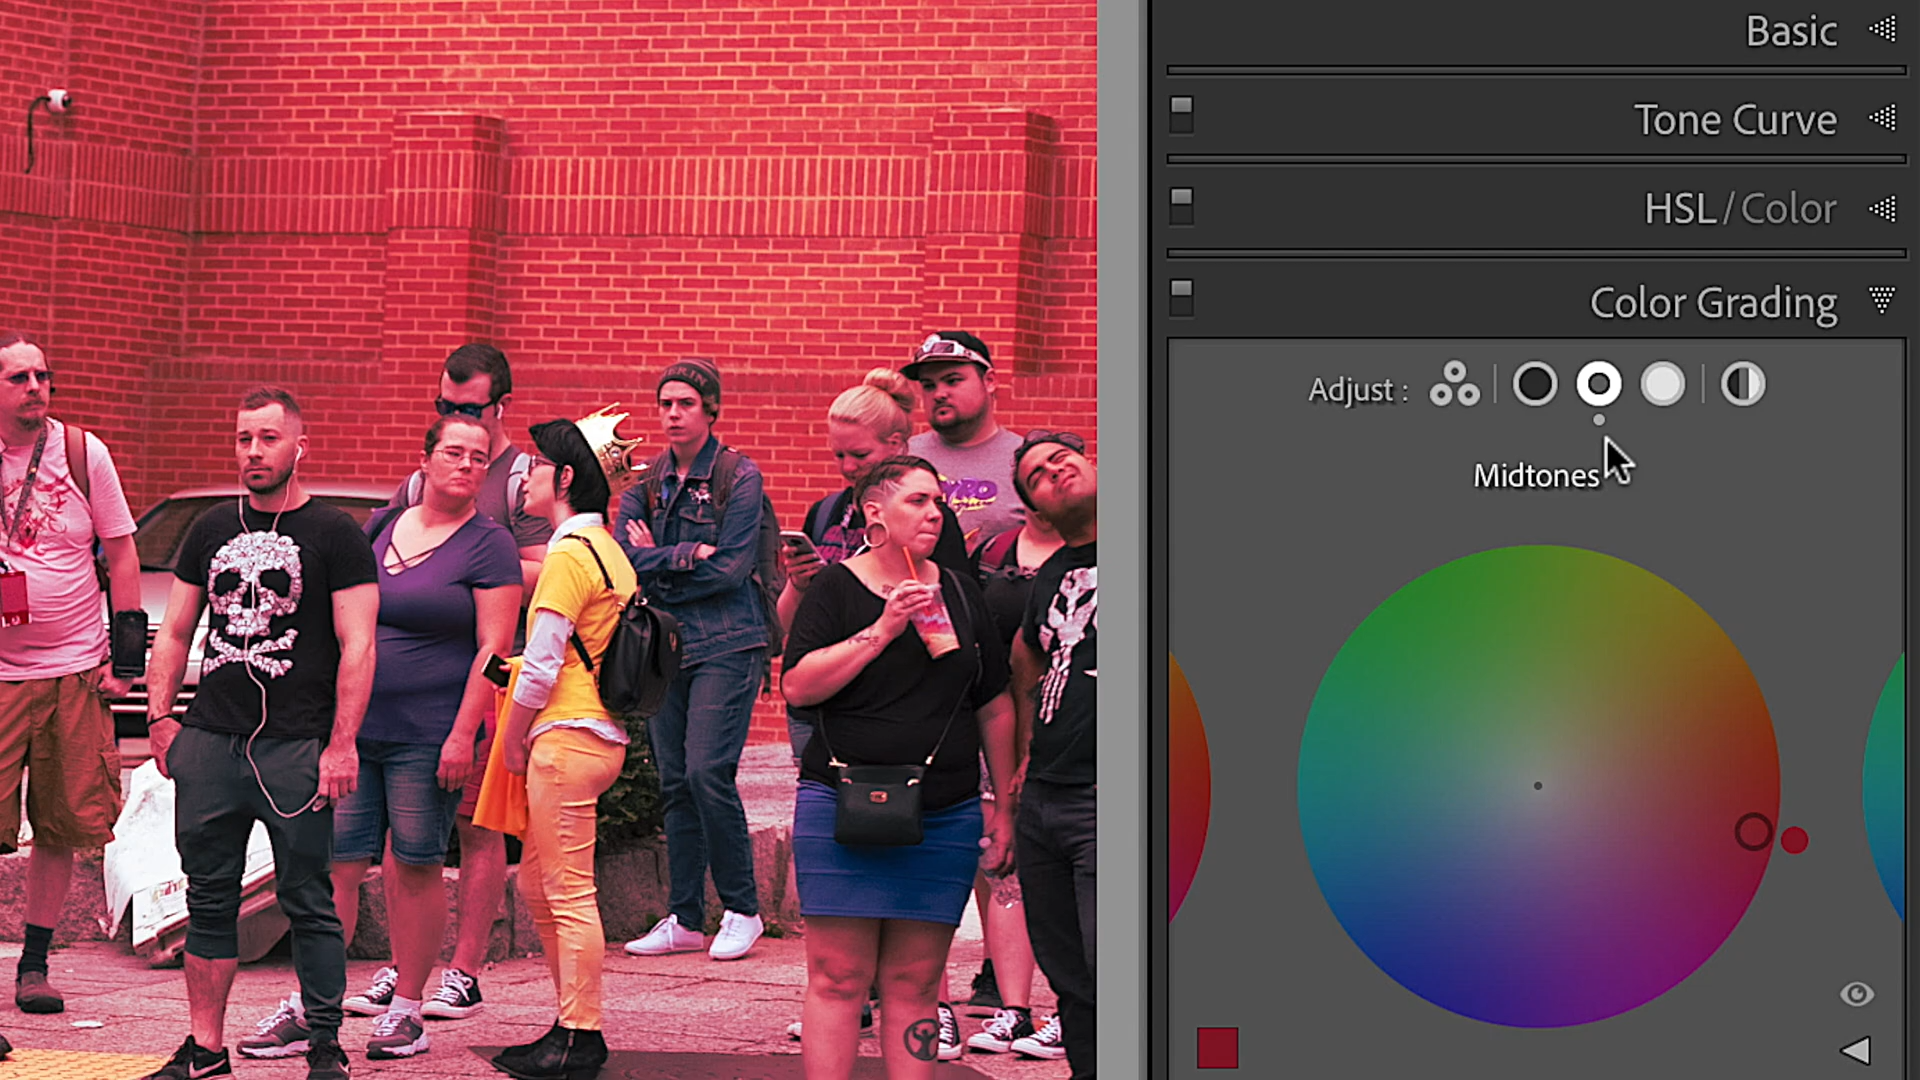 Basic
Tone Curve
HSL / Color
Color Grading
Adjust :
Midtones